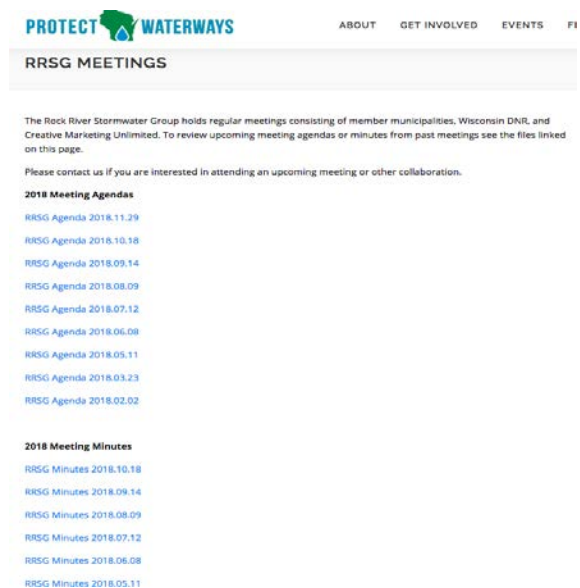 PROTECT WATERWAYS
ABOUT GET INVOLVED EVENTS
RRSG MEETINGS
The Rock River Stormwater Group holds regular meetings consisting of member municipalities, Wisconsin DNR, and
Creative Marketing Unlimited. To review upcoming meeting agendas or minutes from past meetings see the files linked
on this page.
Please contact us if you are interested in attending an upcoming meeting or other collaboration.
2018 Meeting Agendas
RRSG Agenda 2018.11.29
RRSG Agenda 2018.10.18
RRSG Agenda 2018.09.14
RRSG Agenda 2018.08.09
RRSG Agenda 2018.07.12
RRSG Agenda 2018.06.08
RRSG Agenda 2018.05.11
RRSG Agenda 2018.03.23
RRSG Agenda 2018.02.02
2018 Meeting Minutes
RRSG Minutes 2018.10.18
RRSG Minutes 2018.09.14
RRSG Minutes 2018.08.09
RRSG Minutes 2018.07.12
RRSG Minutes 2018.06.08
RRSG Minutes 2018.05.11